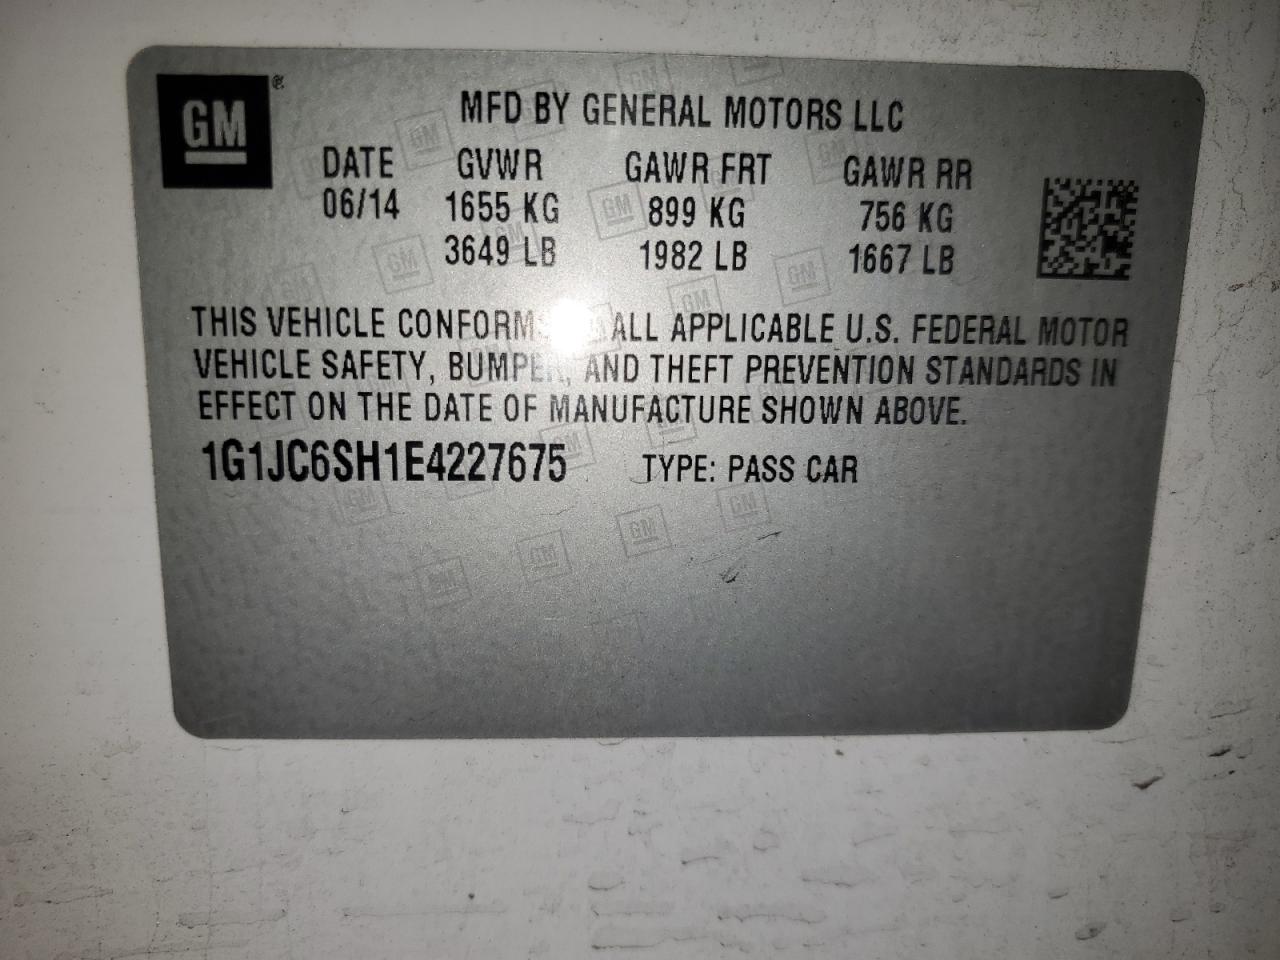 GM ®
MFD BY GENERAL MOTORS LLC
DATE GVWR GAWR FRT GAWR RR
06/14 1655 KG 899 KG 756 KG
3649 LB 1982 LB 1667 LB
THIS VEHICLE CONFORM ALL APPLICABLE U.S. FEDERAL MOTOR
VEHICLE SAFETY, BUMPER, AND THEFT PREVENTION STANDARDS IN
EFFECT ON THE DATE OF MANUFACTURE SHOWN ABOVE.
1G1JC6SH1E4227675 TYPE: PASS CAR